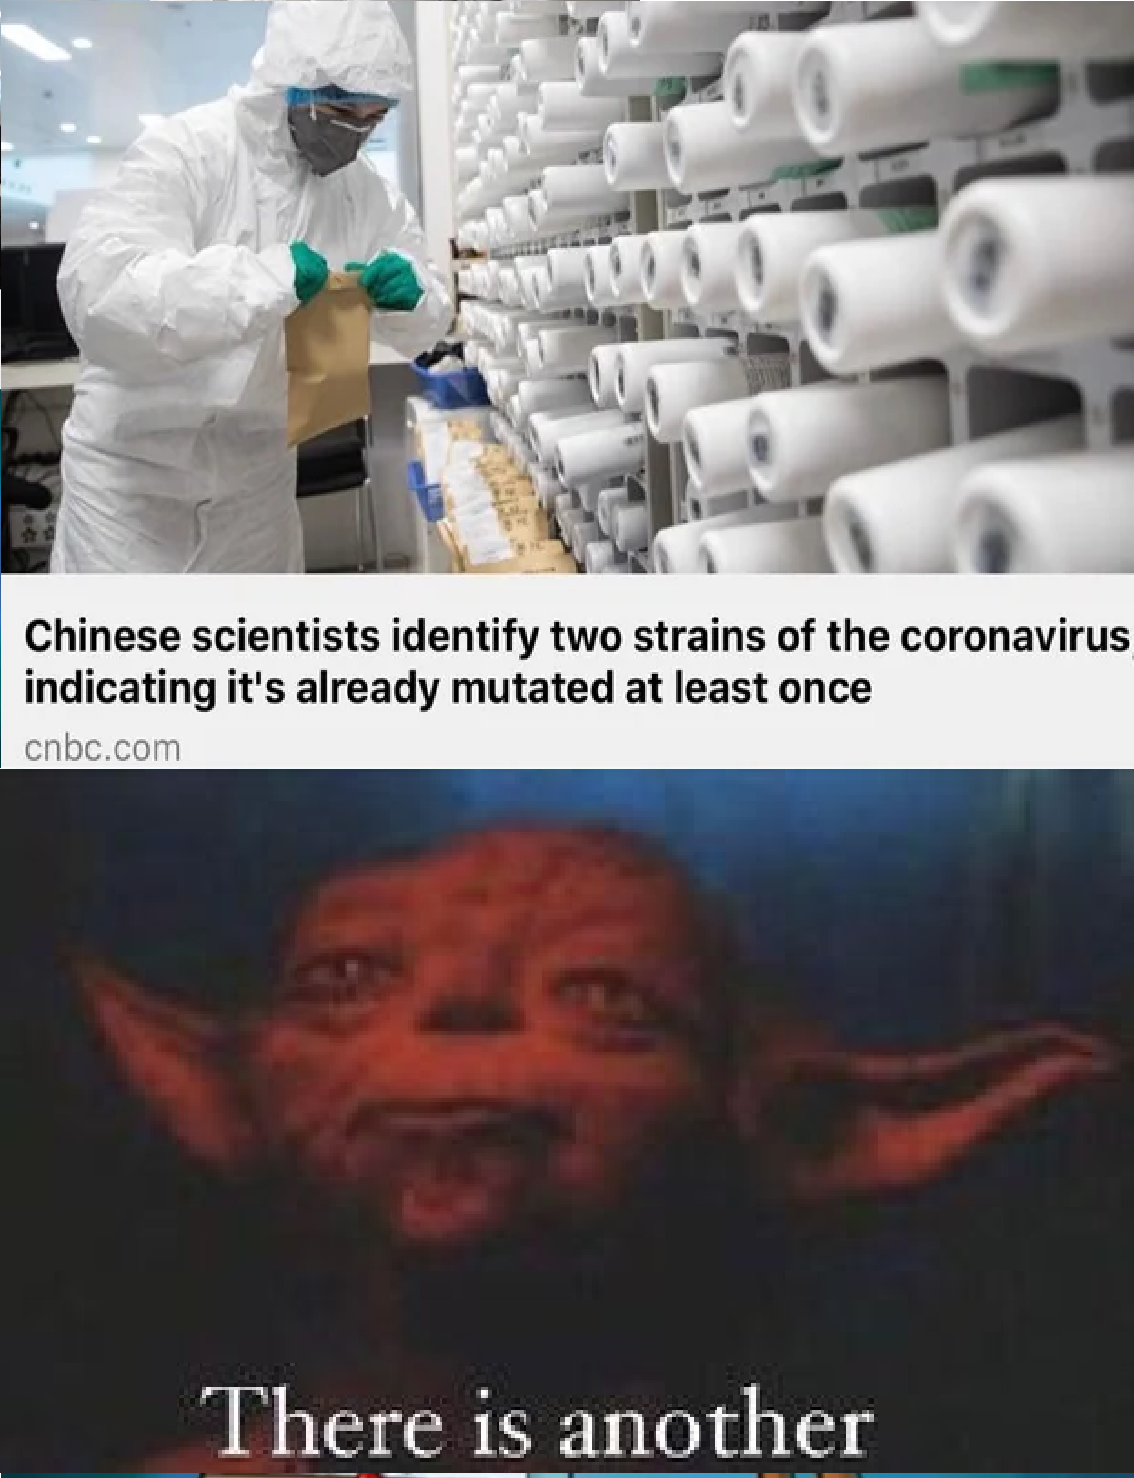 Chinese scientists identify two strains of the coronavirus,
indicating it's already mutated at least once
cnbc.com
There is another